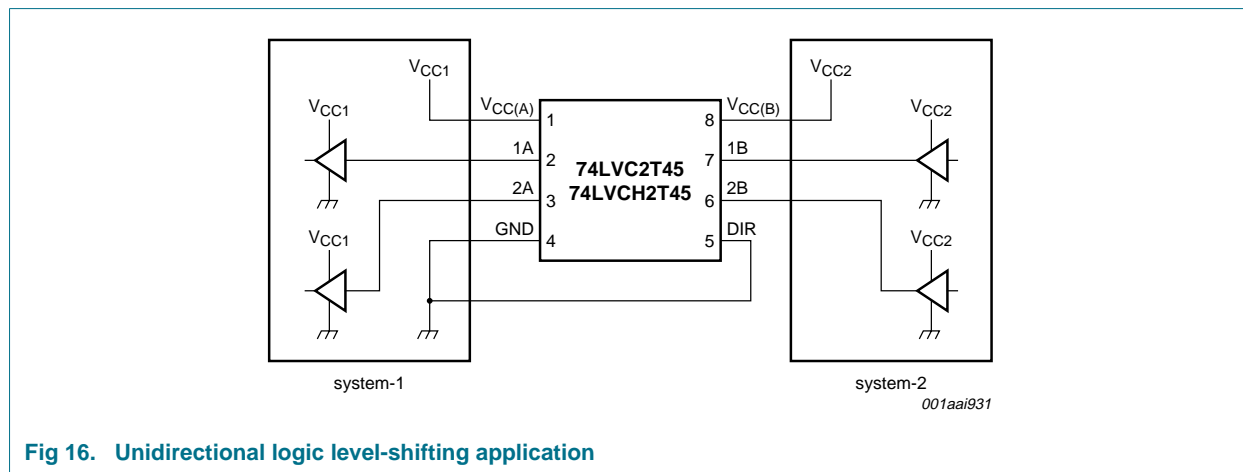 VCC1
VCC2
VCC1
VCC(A)
1
8
VCC(B)
VCC2
1A
2
74LVC2T45
7
1B
74LVCH2T45
2A
3
6
2B
VCC1
GND
4
5
DIR
VCC2
system-1
system-2
001aai931
Fig 16. Unidirectional logic level-shifting application